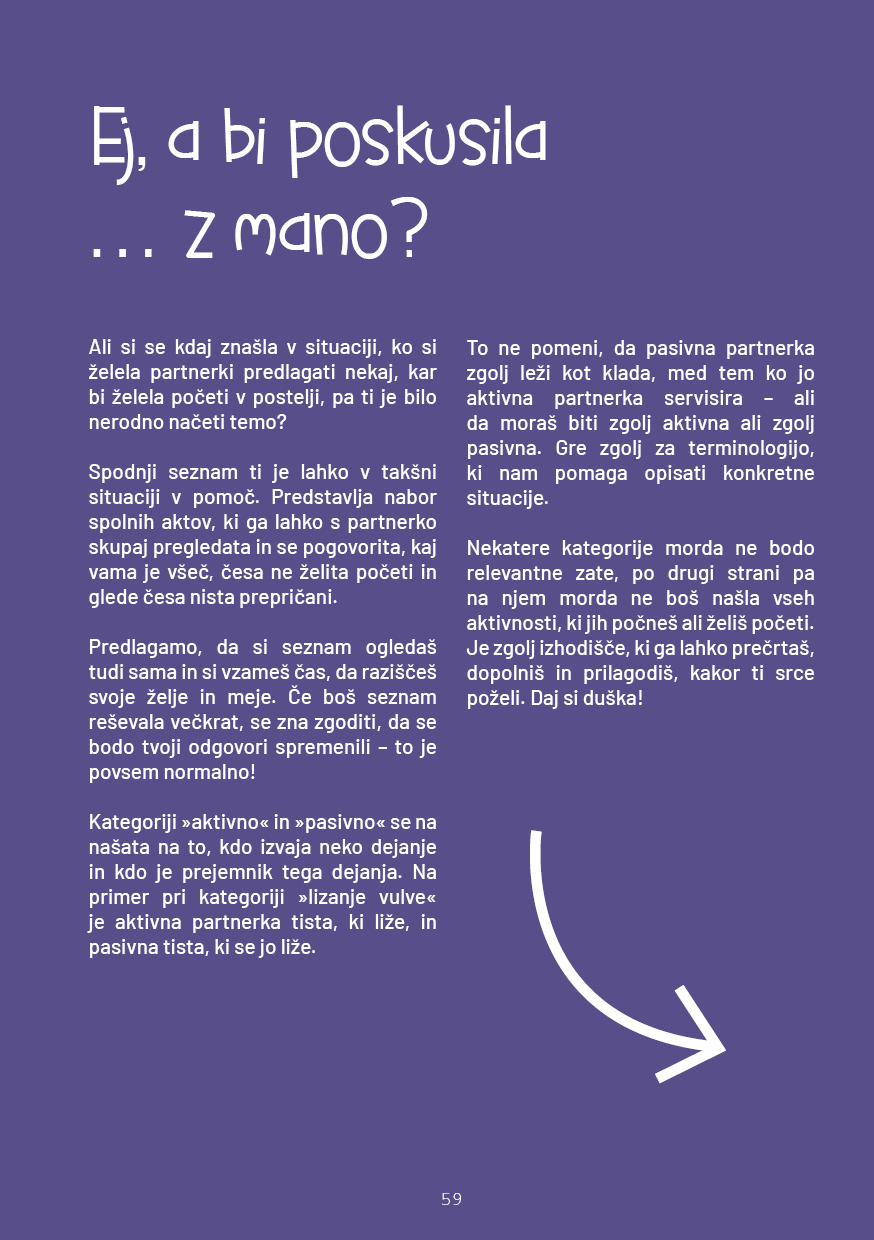 Ej, a bi poskusila
... z mano?
Ali si se kdaj znašla v situaciji, ko si
želela partnerki predlagati nekaj, kar
bi želela početi v postelji, pa ti je bilo
nerodno načeti temo?
Spodnji seznam ti je lahko v takšni
situaciji v pomoč. Predstavlja nabor
spolnih aktov, ki ga lahko s partnerko
skupaj pregledata in se pogovorita, kaj
vama je všeč, česa ne želita početi in
glede česa nista prepričani.
Predlagamo, da si seznam ogledaš
tudi sama in si vzameš čas, da raziščeš
svoje želje in meje. Če boš seznam
reševala večkrat, se zna zgoditi, da se
bodo tvoji odgovori spremenili – to je
povsem normalno!
Kategoriji »aktivno« in »pasivno« se na
našata na to, kdo izvaja neko dejanje
in kdo je prejemnik tega dejanja. Na
primer pri kategoriji »lizanje vulve«
je aktivna partnerka tista, ki liže, in
pasivna tista, ki se jo liže.
To ne pomeni, da pasivna partnerka
zgolj leži kot klada, med tem ko jo
aktivna partnerka servisira – ali
da moraš biti zgolj aktivna ali zgolj
pasivna. Gre zgolj za terminologijo,
ki nam pomaga opisati konkretne
situacije.
Nekatere kategorije morda ne bodo
relevantne zate, po drugi strani pa
na njem morda ne boš našla vseh
aktivnosti, ki jih počneš ali želiš početi.
Je zgolj izhodišče, ki ga lahko prečrtaš,
dopolniš in prilagodiš, kakor ti srce
poželi. Daj si duška!
59